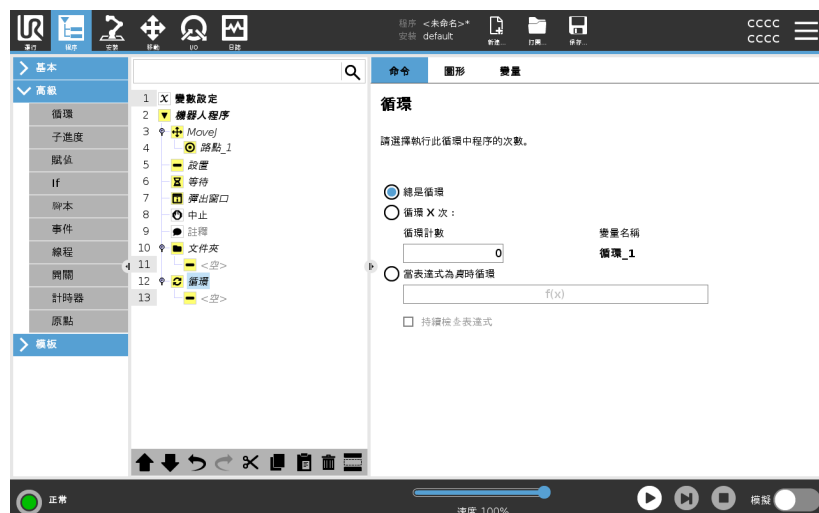 程序 <未命名>*
安裝 default
新建... 打開... 保存...
CCCC
CCCC
運行 程序 安裝 移動 I/O 日誌
基本
高級
循環
子進度
賦值
If
腳本
事件
線程
開關
計時器
原點
模板
1 X 變數設定
2 機器人程序
3 MoveJ
4 路點_1
5 設置
6 等待
7 彈出窗口
8 中止
9 註釋
10 文件夾
11 <空>
12 循環
13 <空>
命令 圖形 變量
循環
請選擇執行此循環中程序的次數。
總是循環
循環 X 次：
循環計數 變量名稱
0 循環_1
當表達式為真時循環
f(x)
持續檢查表達式
正常
速度 100%
模擬